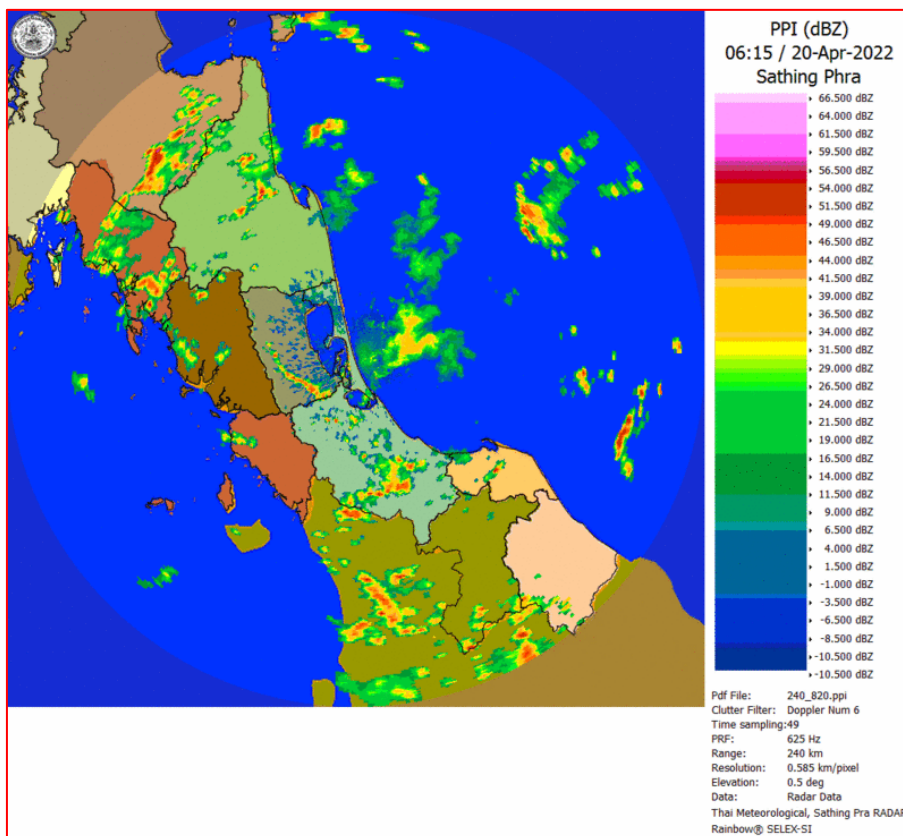 PPI (dBZ)
06:15 / 20-Apr-2022
Sathing Phra
66.500 dBZ
64.000 dBZ
61.500 dBZ
59.500 dBZ
56.500 dBZ
54.000 dBZ
51.500 dBZ
49.000 dBZ
46.500 dBZ
44.000 dBZ
41.500 dBZ
39.000 dBZ
36.500 dBZ
34.000 dBZ
31.500 dBZ
29.000 dBZ
26.500 dBZ
24.000 dBZ
21.500 dBZ
19.000 dBZ
16.500 dBZ
14.000 dBZ
11.500 dBZ
9.000 dBZ
6.500 dBZ
4.000 dBZ
1.500 dBZ
-1.000 dBZ
-3.500 dBZ
-6.500 dBZ
-8.500 dBZ
-10.500 dBZ
-10.500 dBZ
Pdf File: 240_820.ppi
Clutter Filter: Doppler Num 6
Time sampling:49
PRF: 625 Hz
Range: 240 km
Resolution: 0.585 km/pixel
Elevation: 0.5 deg
Data: Radar Data
Thai Meteorological, Sathing Pra RADAR
Rainbow® SELEX-SI